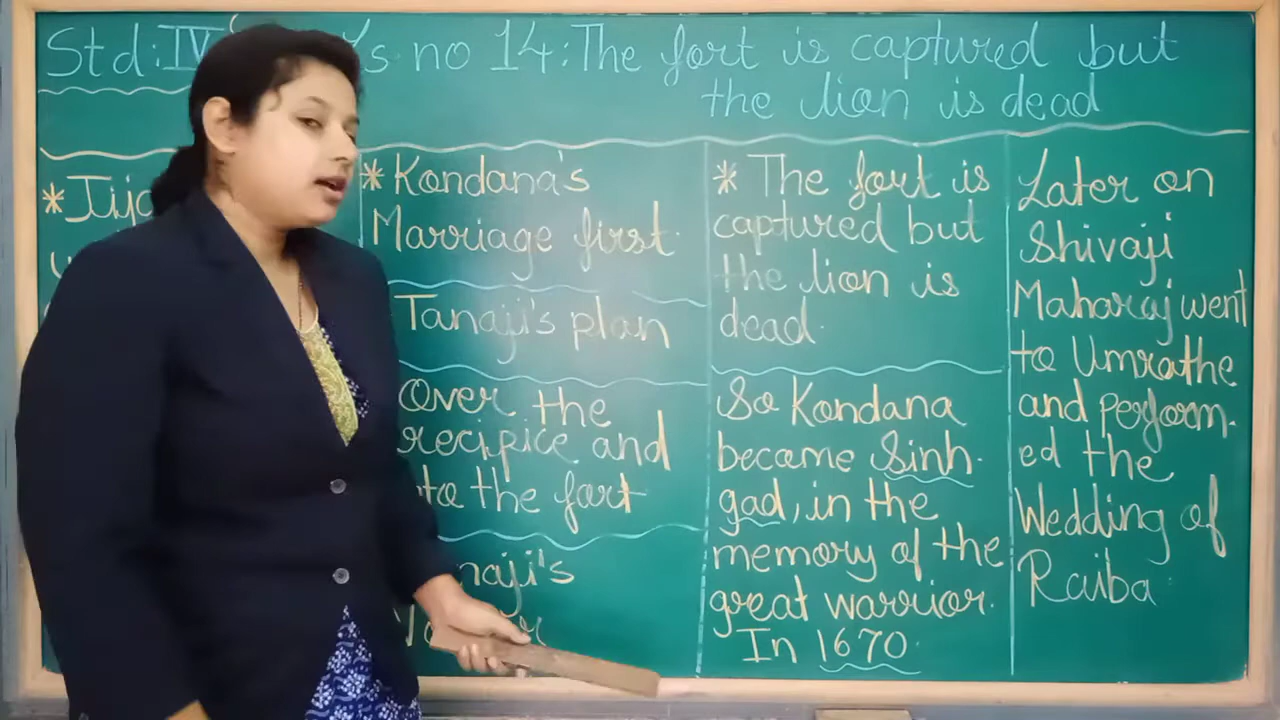 Std: IV no 14: The fort is captured but
the lion is dead
* Kondana's
Marriage first.
Tanaji's plan
Over the
recipice and
the fort
* The fort is
captured but
the lion is
dead.
So Kondana
became Sinh-
gad, in the
memory of the
great warrior.
In 1670.
Later on
Shivaji
Maharaj went
to Umrathe
and perform-
ed the
Wedding of
Raiba.